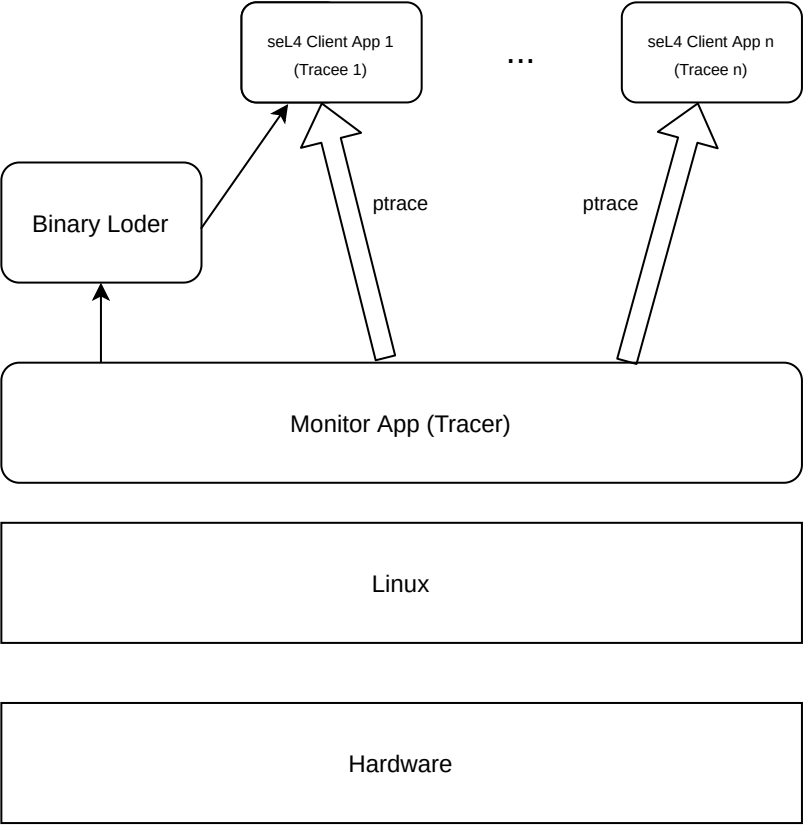 seL4 Client App 1
(Tracee 1)
...
seL4 Client App n
(Tracee n)
ptrace
ptrace
Binary Loder
Monitor App (Tracer)
Linux
Hardware